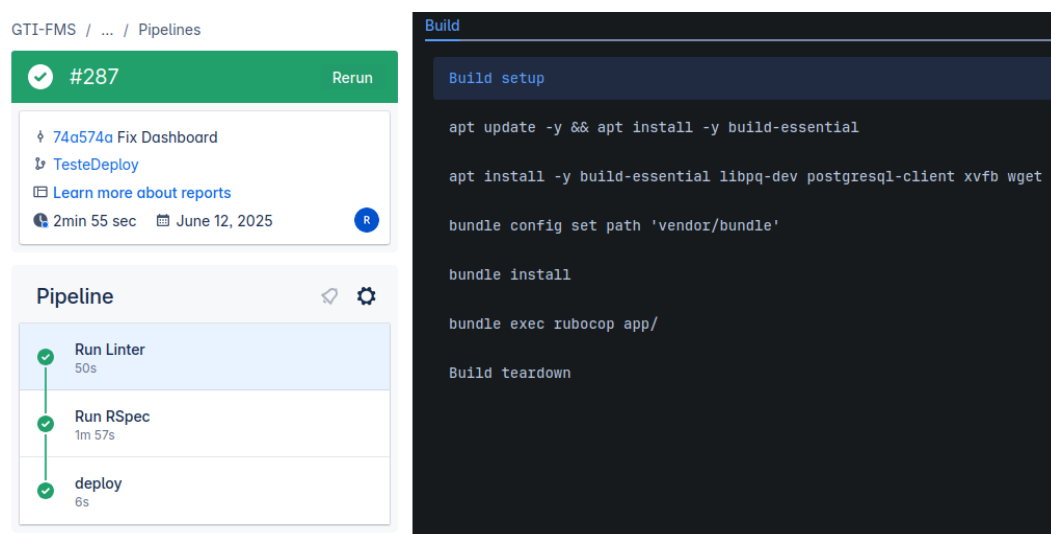 GTI-FMS / ... / Pipelines
#287
Rerun
74a574a Fix Dashboard
TesteDeploy
Learn more about reports
2min 55 sec June 12, 2025
R
Pipeline
Run Linter
50s
Run RSpec
1m 57s
deploy
6s
Build
Build setup
apt update -y && apt install -y build-essential
apt install -y build-essential libpq-dev postgresql-client xvfb wget
bundle config set path 'vendor/bundle'
bundle install
bundle exec rubocop app/
Build teardown